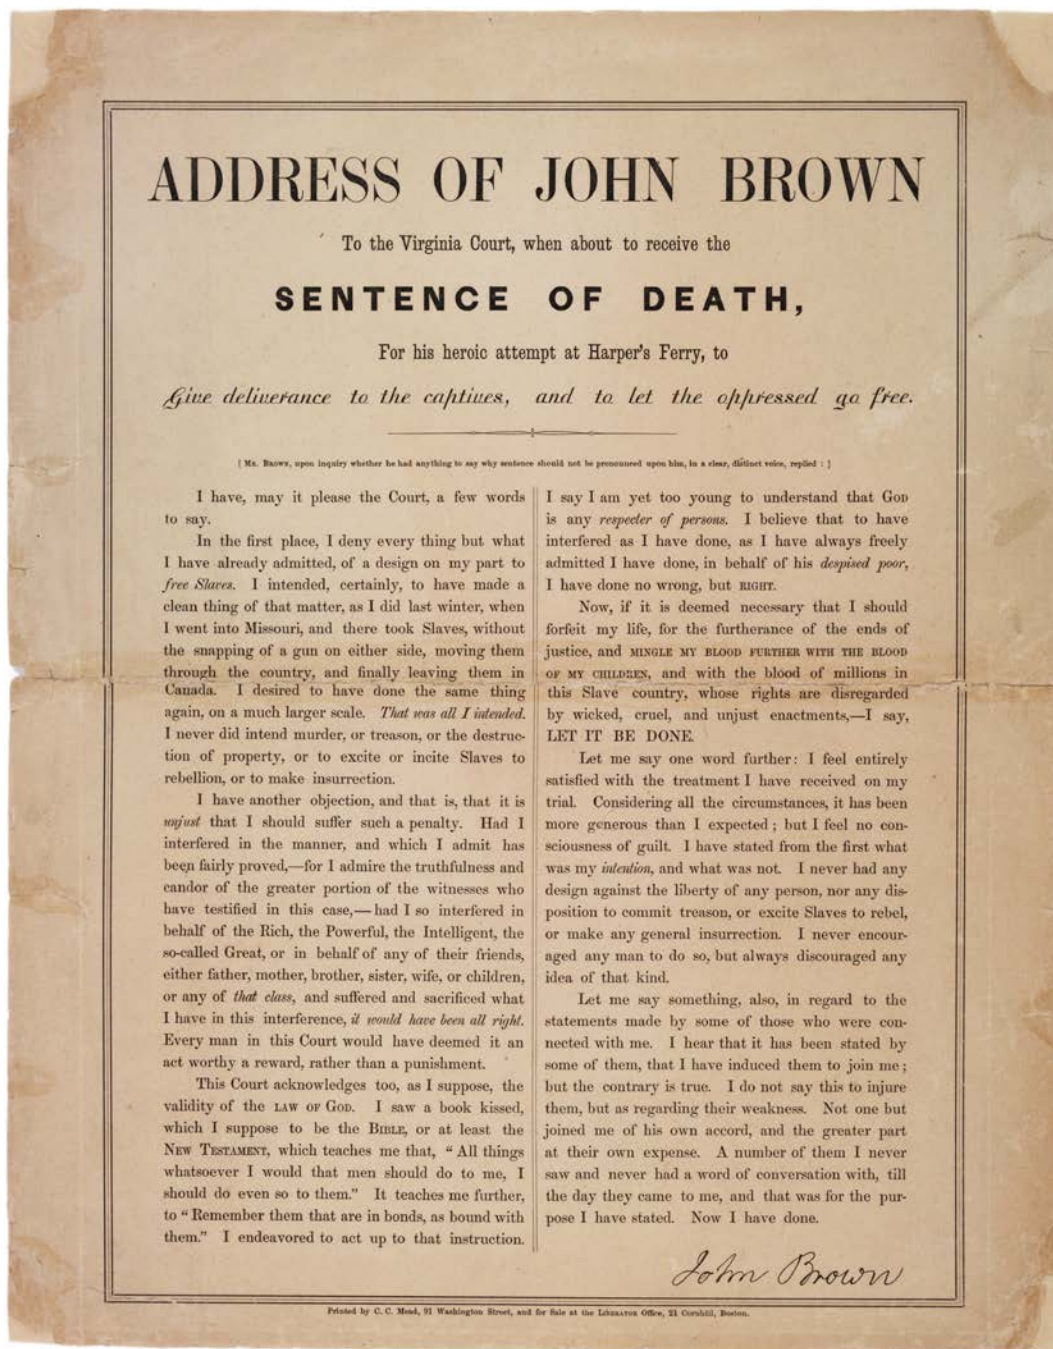 ADDRESS OF JOHN BROWN
To the Virginia Court, when about to receive the
SENTENCE OF DEATH,
For his heroic attempt at Harper's Ferry, to
Give deliverance to the captives, and to let the oppressed go free.
[ Mr. Brown, upon inquiry whether he had anything to say why sentence should not be pronounced upon him, in a clear, distinct voice, replied : ]
I have, may it please the Court, a few words
to say.
In the first place, I deny every thing but what
I have already admitted, of a design on my part to
free Slaves. I intended, certainly, to have made a
clean thing of that matter, as I did last winter, when
I went into Missouri, and there took Slaves, without
the snapping of a gun on either side, moving them
through the country, and finally leaving them in
Canada. I desired to have done the same thing
again, on a much larger scale. That was all I intended.
I never did intend murder, or treason, or the destruc-
tion of property, or to excite or incite Slaves to
rebellion, or to make insurrection.
I have another objection, and that is, that it is
unjust that I should suffer such a penalty. Had I
interfered in the manner, and which I admit has
been fairly proved,—for I admire the truthfulness and
candor of the greater portion of the witnesses who
have testified in this case,—had I so interfered in
behalf of the Rich, the Powerful, the Intelligent, the
so-called Great, or in behalf of any of their friends,
either father, mother, brother, sister, wife, or children,
or any of that class, and suffered and sacrificed what
I have in this interference, it would have been all right.
Every man in this Court would have deemed it an
act worthy a reward, rather than a punishment.
This Court acknowledges too, as I suppose, the
validity of the LAW OF GOD. I saw a book kissed,
which I suppose to be the BIBLE, or at least the
NEW TESTAMENT, which teaches me that, “ All things
whatsoever I would that men should do to me, I
should do even so to them.” It teaches me further,
to “ Remember them that are in bonds, as bound with
them.” I endeavored to act up to that instruction.
I say I am yet too young to understand that GOD
is any respecter of persons. I believe that to have
interfered as I have done, as I have always freely
admitted I have done, in behalf of his despised poor,
I have done no wrong, but RIGHT.
Now, if it is deemed necessary that I should
forfeit my life, for the furtherance of the ends of
justice, and MINGLE MY BLOOD FURTHER WITH THE BLOOD
OF MY CHILDREN, and with the blood of millions in
this Slave country, whose rights are disregarded
by wicked, cruel, and unjust enactments,—I say,
LET IT BE DONE.
Let me say one word further: I feel entirely
satisfied with the treatment I have received on my
trial. Considering all the circumstances, it has been
more generous than I expected ; but I feel no con-
sciousness of guilt. I have stated from the first what
was my intention, and what was not. I never had any
design against the liberty of any person, nor any dis-
position to commit treason, or excite Slaves to rebel,
or make any general insurrection. I never encour-
aged any man to do so, but always discouraged any
idea of that kind.
Let me say something, also, in regard to the
statements made by some of those who were con-
nected with me. I hear that it has been stated by
some of them, that I have induced them to join me ;
but the contrary is true. I do not say this to injure
them, but as regarding their weakness. Not one but
joined me of his own accord, and the greater part
at their own expense. A number of them I never
saw and never had a word of conversation with, till
the day they came to me, and that was for the pur-
pose I have stated. Now I have done.
John Brown
Printed by C. C. Mead, 91 Washington Street, and for Sale at the LIBERATOR Office, 21 Cornhill, Boston.